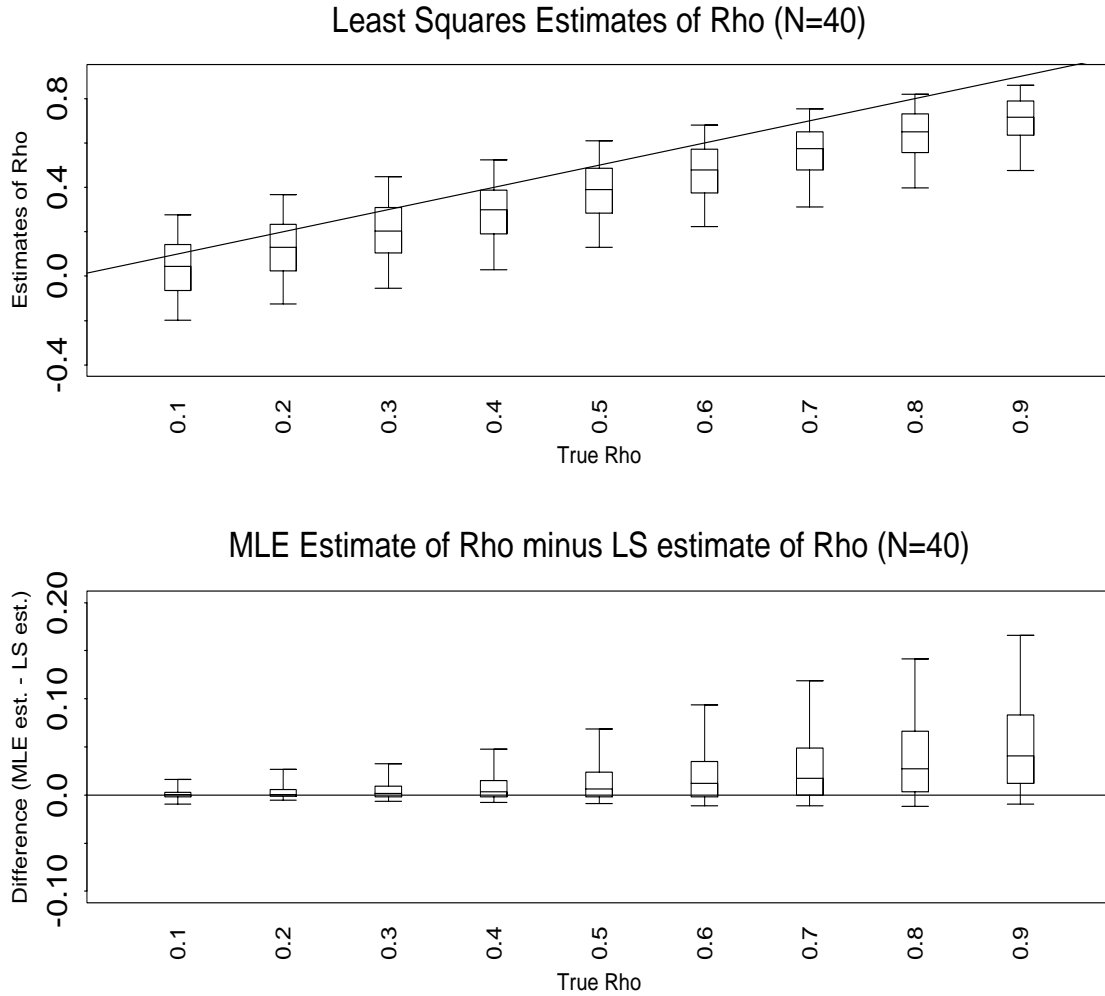 Least Squares Estimates of Rho (N=40)
Estimates of Rho
0.8
0.4
0.0
-0.4
0.1 0.2 0.3 0.4 0.5 0.6 0.7 0.8 0.9
True Rho
MLE Estimate of Rho minus LS estimate of Rho (N=40)
Difference (MLE est. - LS est.)
0.20
0.10
0.0
-0.10
0.1 0.2 0.3 0.4 0.5 0.6 0.7 0.8 0.9
True Rho